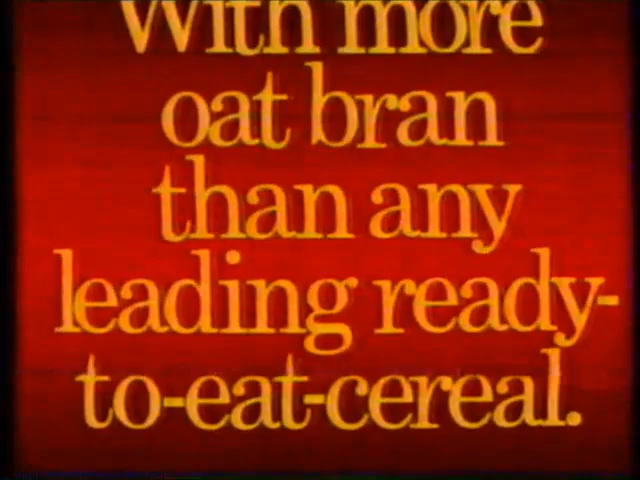 With more
oat bran
than any
leading ready-
to-eat-cereal.